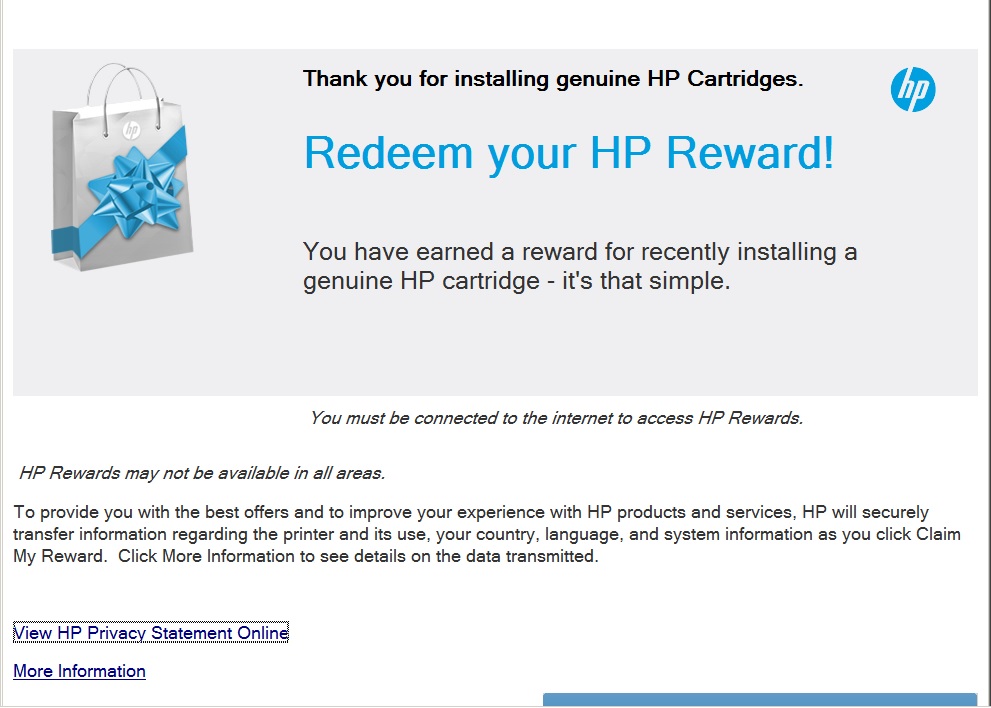 Thank you for installing genuine HP Cartridges.
hp
Redeem your HP Reward!
hp
You have earned a reward for recently installing a
genuine HP cartridge - it's that simple.
You must be connected to the internet to access HP Rewards.
HP Rewards may not be available in all areas.
To provide you with the best offers and to improve your experience with HP products and services, HP will securely
transfer information regarding the printer and its use, your country, language, and system information as you click Claim
My Reward.  Click More Information to see details on the data transmitted.
View HP Privacy Statement Online
More Information